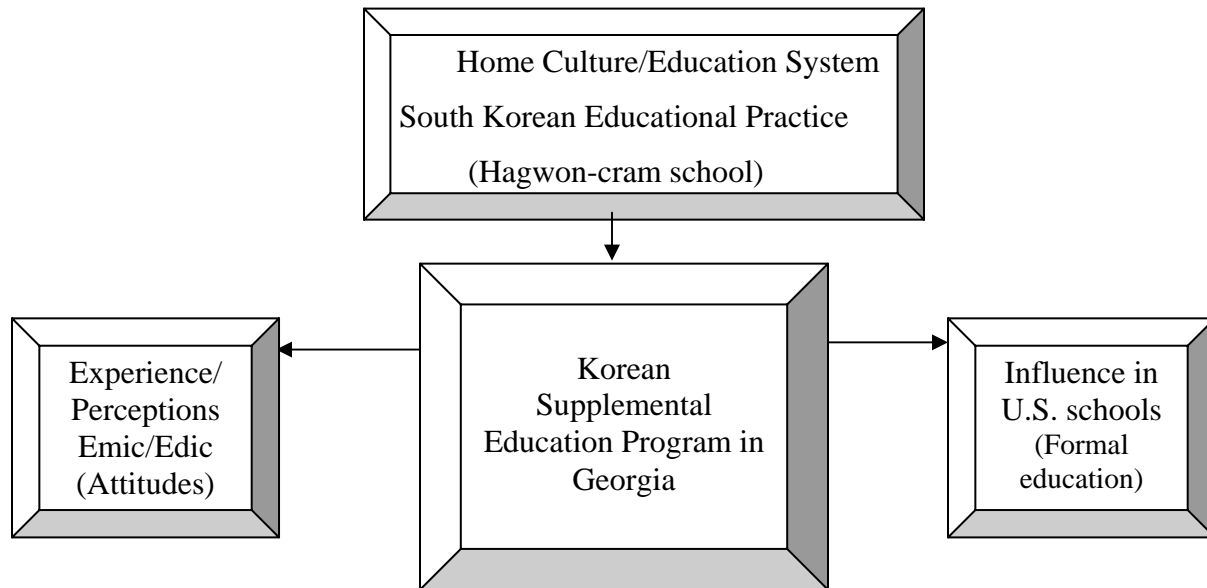 Home Culture/Education System
South Korean Educational Practice
(Hagwon-cram school)
Experience/
Perceptions
Emic/Edic
(Attitudes)
Korean
Supplemental
Education Program in
Georgia
Influence in
U.S. schools
(Formal
education)